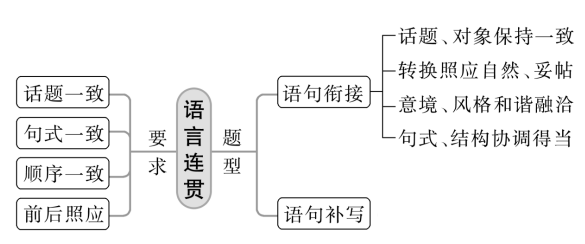 话题一致
句式一致
顺序一致
前后照应
要求
语言连贯
题型
语句衔接
话题、对象保持一致
转换照应自然、妥帖
意境、风格和谐融洽
句式、结构协调得当
语句补写